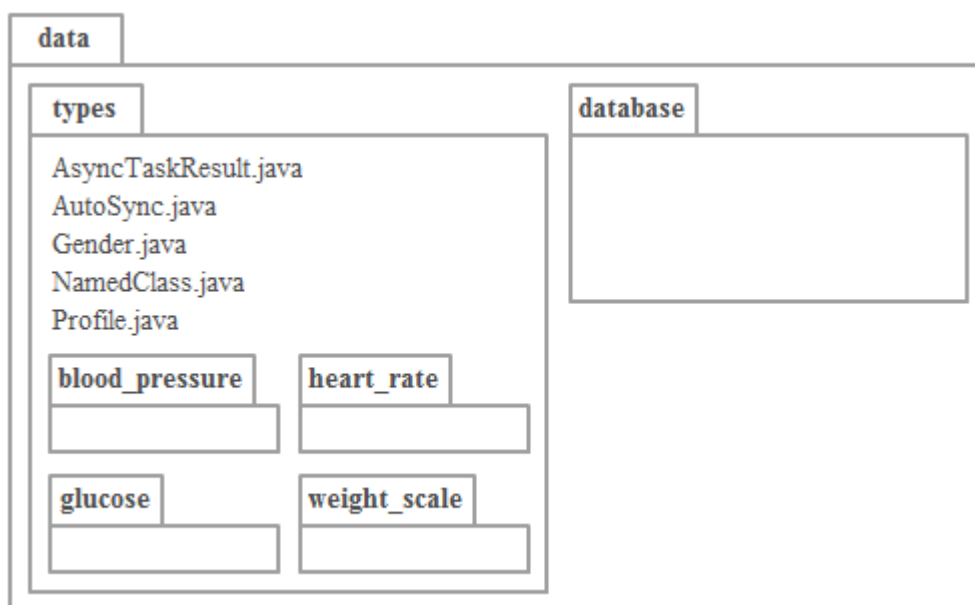 data
types
database
AsyncTaskResult.java
AutoSync.java
Gender.java
NamedClass.java
Profile.java
blood_pressure
heart_rate
glucose
weight_scale